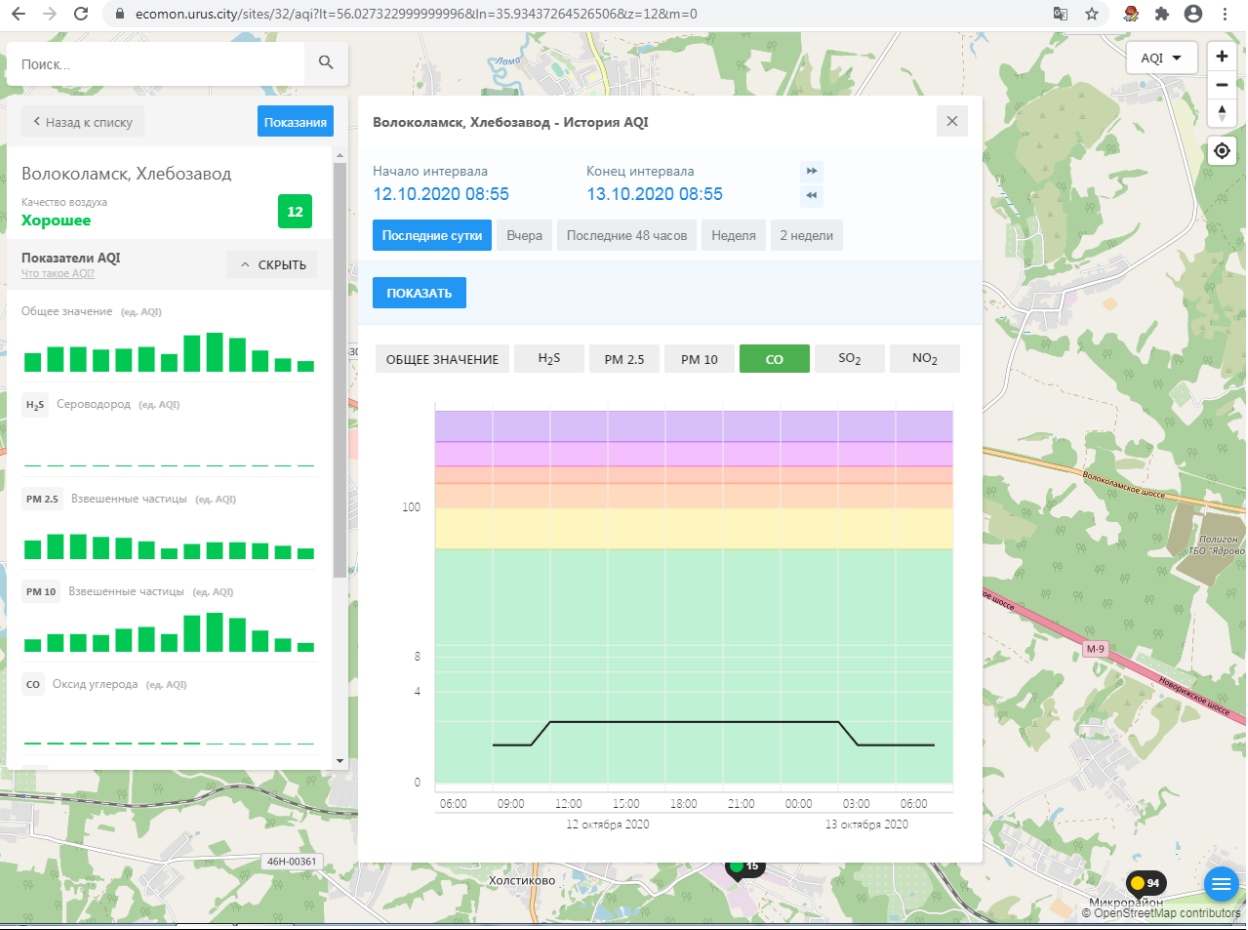 ecomon.urus.city/sites/32/aqi?lt=56.027322999999996&ln=35.93437264526506&z=12&m=0
Поиск...
AQI
Назад к списку
Показания
Волоколамск, Хлебозавод
Качество воздуха
Хорошее
12
Показатели AQI
Что такое AQI?
СКРЫТЬ
Общее значение (ед. AQI)
H2S Сероводород (ед. AQI)
PM 2.5 Взвешенные частицы (ед. AQI)
PM 10 Взвешенные частицы (ед. AQI)
CO Оксид углерода (ед. AQI)
Волоколамск, Хлебозавод - История AQI
Начало интервала
12.10.2020 08:55
Конец интервала
13.10.2020 08:55
Последние сутки
Вчера
Последние 48 часов
Неделя
2 недели
ПОКАЗАТЬ
ОБЩЕЕ ЗНАЧЕНИЕ
H2S
PM 2.5
PM 10
CO
SO2
NO2
100
8
4
0
06:00 09:00 12:00 15:00 18:00 21:00 00:00 03:00 06:00
12 октября 2020
13 октября 2020
Лама
Волоколамское шоссе
Полигон
ТБО "Ядрово
ое шоссе
M-9
Новорижское шоссе
46Н-00361
Холстиково
15
94
Микрорайон
© OpenStreetMap contributors